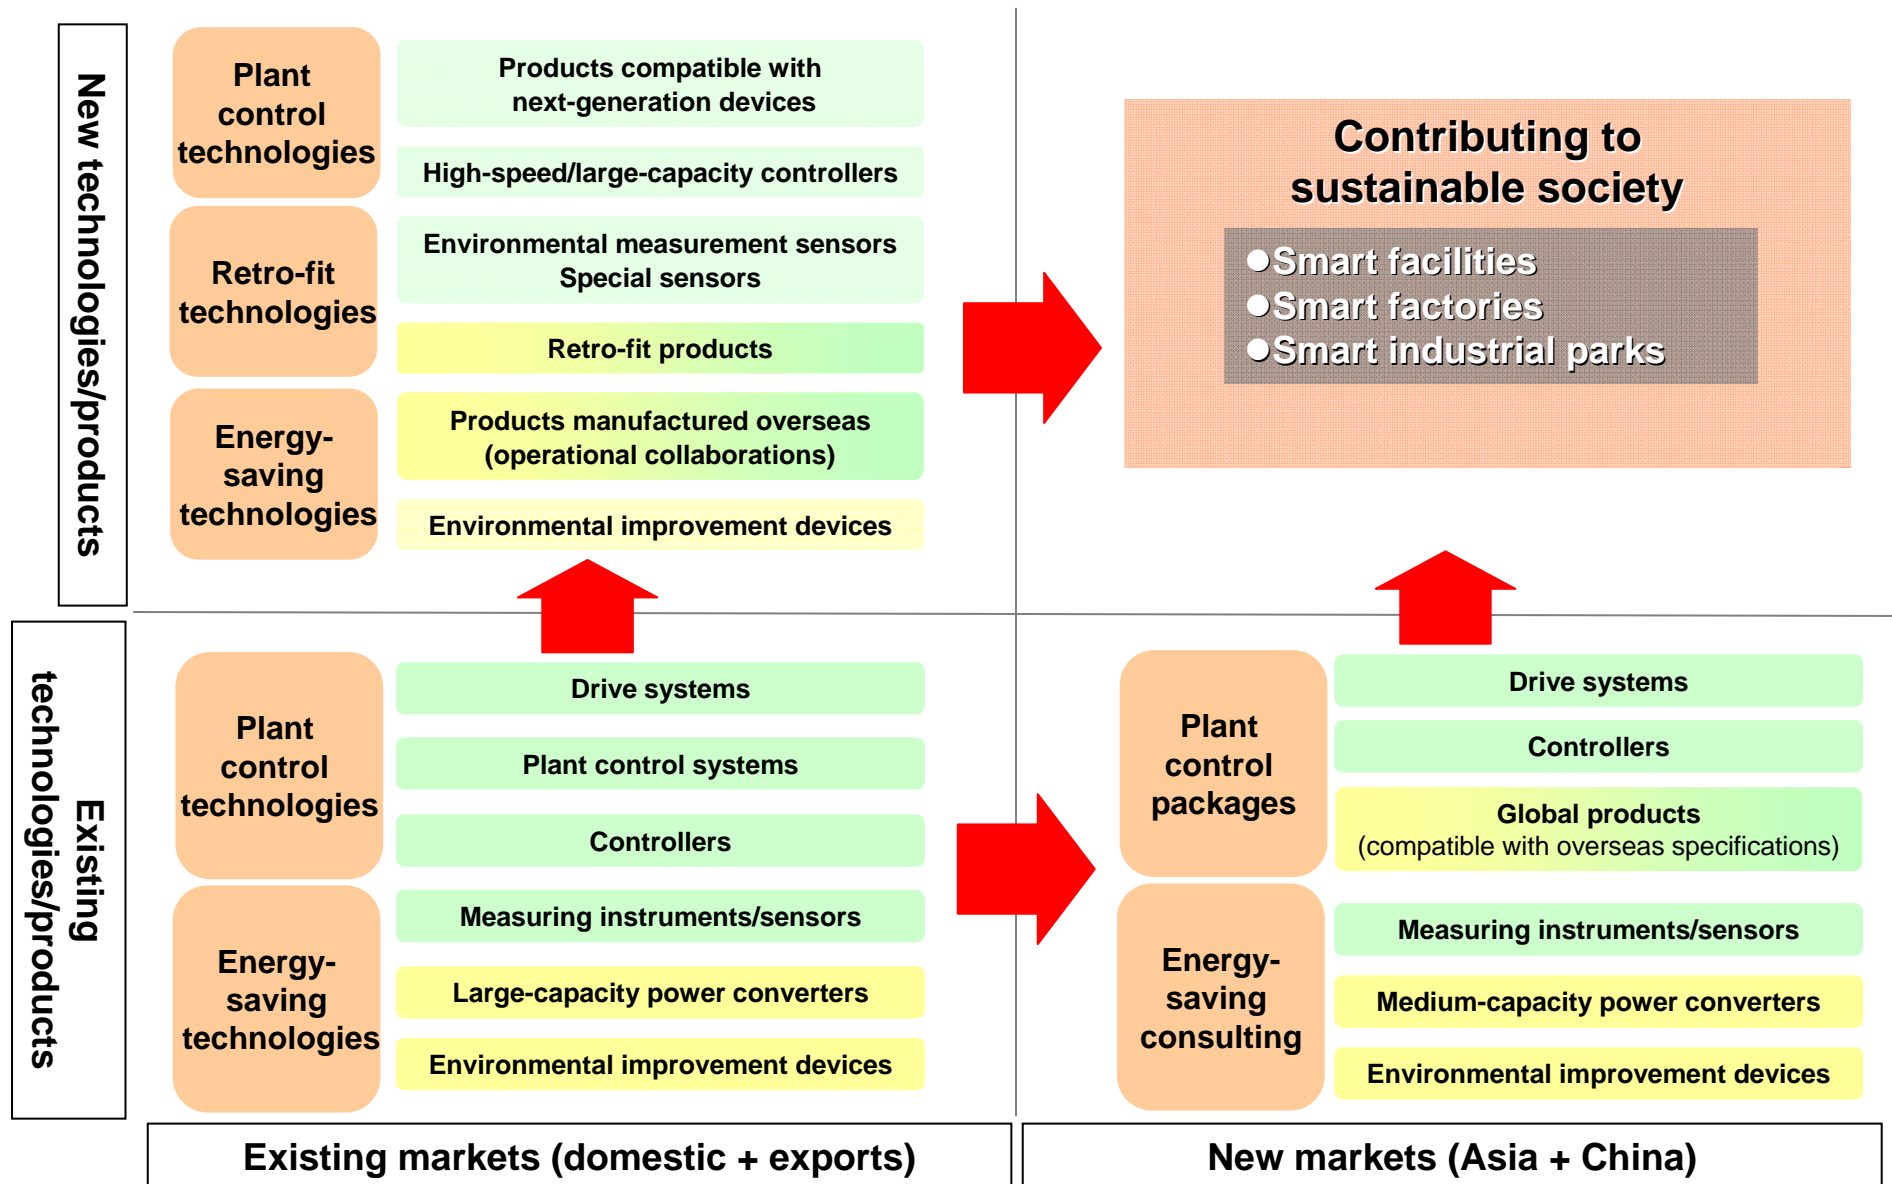 New technologies/products
Plant
control
technologies
Products compatible with
next-generation devices
High-speed/large-capacity controllers
Retro-fit
technologies
Environmental measurement sensors
Special sensors
Retro-fit products
Energy-
saving
technologies
Products manufactured overseas
(operational collaborations)
Environmental improvement devices
Contributing to
sustainable society
●Smart facilities
●Smart factories
●Smart industrial parks
Existing
technologies/products
Plant
control
technologies
Drive systems
Plant control systems
Controllers
Energy-
saving
technologies
Measuring instruments/sensors
Large-capacity power converters
Environmental improvement devices
Plant
control
packages
Drive systems
Controllers
Global products
(compatible with overseas specifications)
Energy-
saving
consulting
Measuring instruments/sensors
Medium-capacity power converters
Environmental improvement devices
Existing markets (domestic + exports)
New markets (Asia + China)